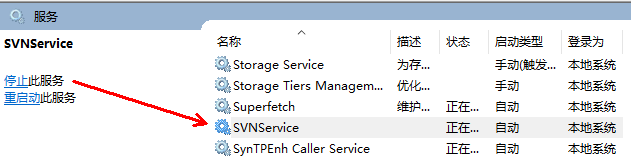 服务
SVNService
停止此服务
重启动此服务
名称 描述 状态 启动类型 登录为
Storage Service 为存... 手动(触发... 本地系统
Storage Tiers Managem... 优化... 手动 本地系统
Superfetch 维护... 正在... 自动 本地系统
SVNService 正在... 自动 本地系统
SynTPEnh Caller Service 正在... 自动 本地系统